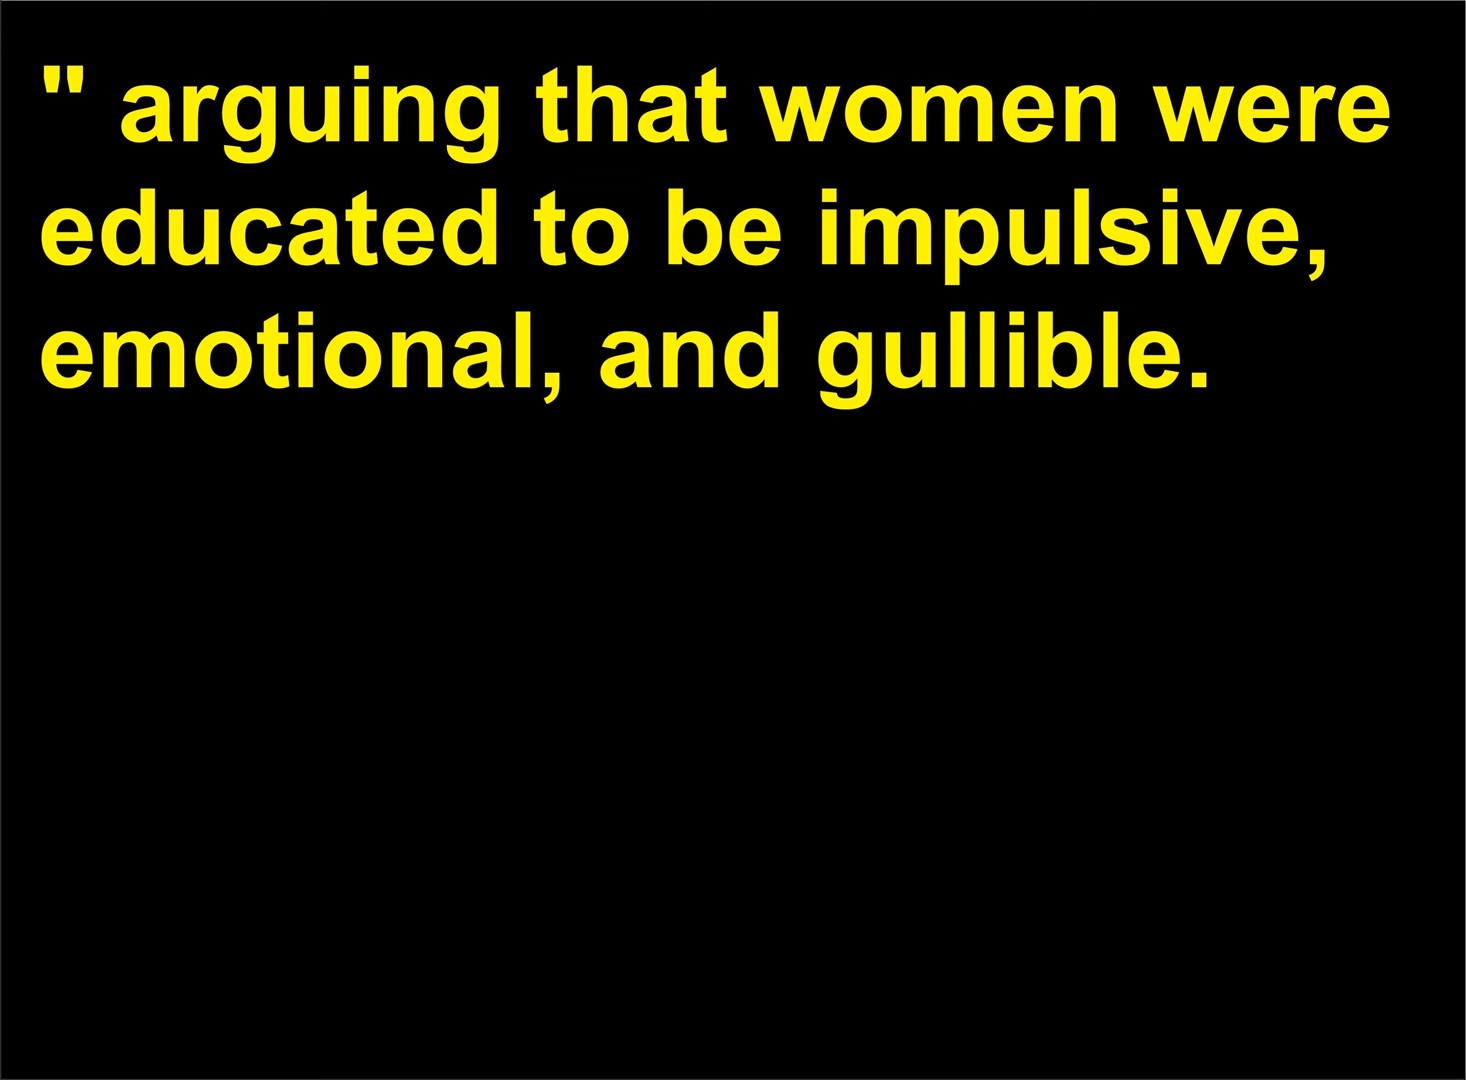 " arguing that women were
educated to be impulsive,
emotional, and gullible.